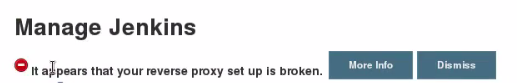 Manage Jenkins
It appears that your reverse proxy set up is broken. More Info Dismiss